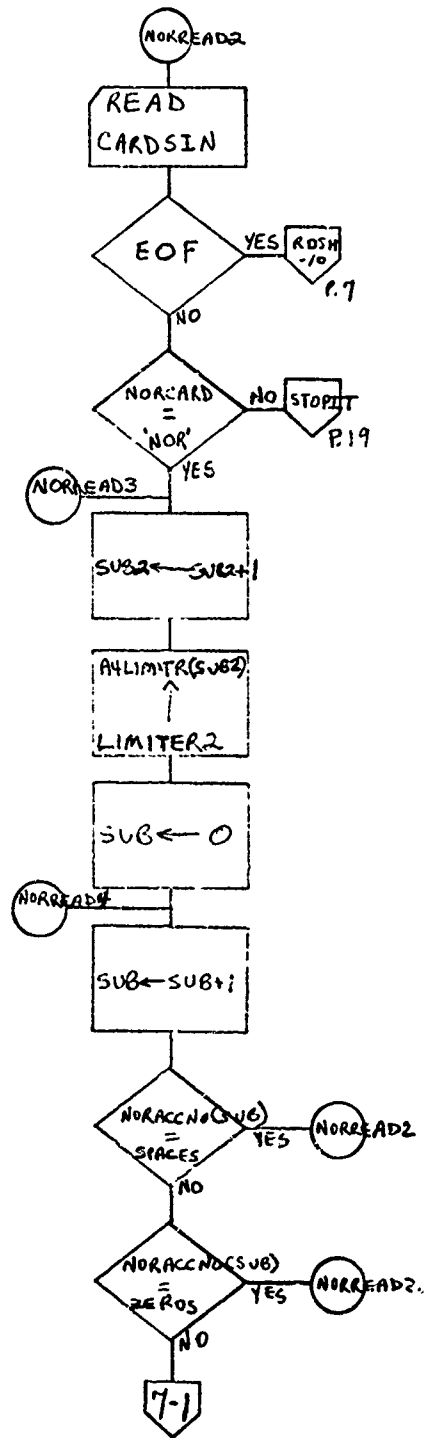 NORREAD2
READ
CARDSIN
EOF
YES
RDSH
-10
P.7
NO
NORCARD
=
'NOR'
NO
STOPIT
P.19
YES
NORREAD3
SUB2←SUB2+1
A4LIMITR(SUB2)
↑
LIMITER2
SUB ← 0
NORREAD4
SUB←SUB+1
NORACCNO(SUB)
=
SPACES
YES
NORREAD2
NO
NORACCNO(SUB)
=
ZEROS
YES
NORREAD2.
NO
7-1